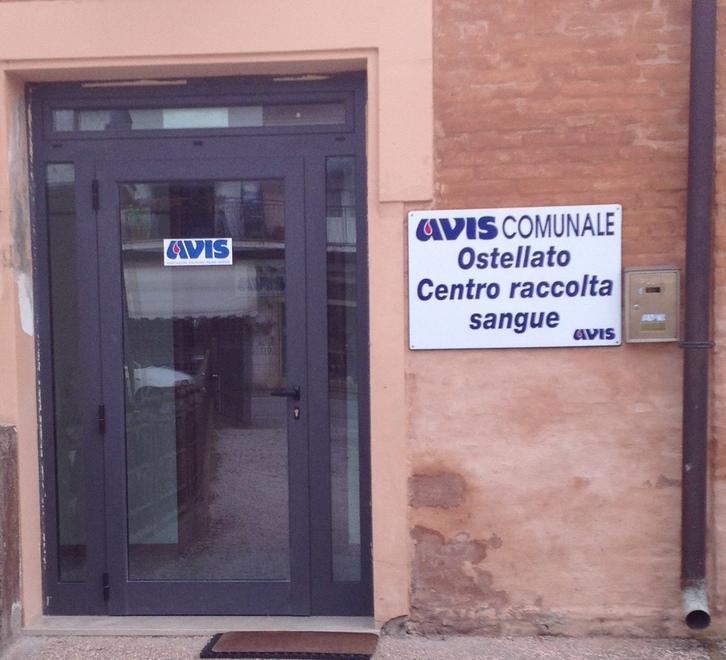 AVIS
AVIS COMUNALE
Ostellato
Centro raccolta
sangue
AVIS